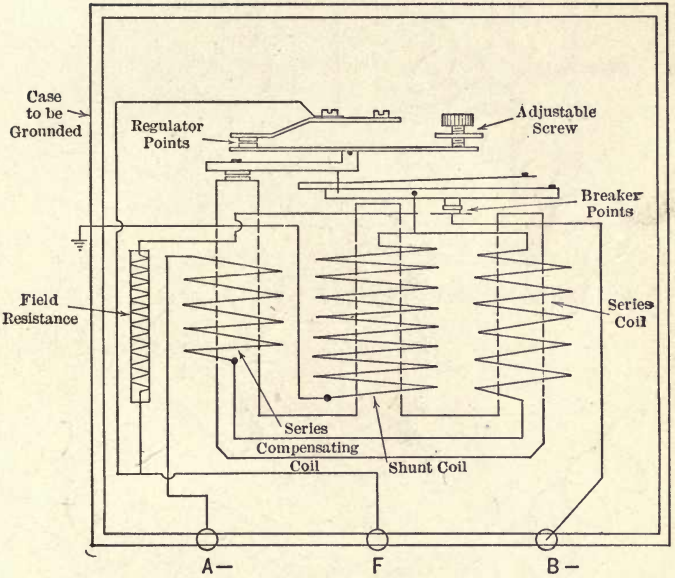 Case
to be
Grounded
Regulator
Points
Adjustable
Screw
Breaker
Points
Field
Resistance
Series
Coil
Series
Compensating
Coil
Shunt Coil
A –
F
B –